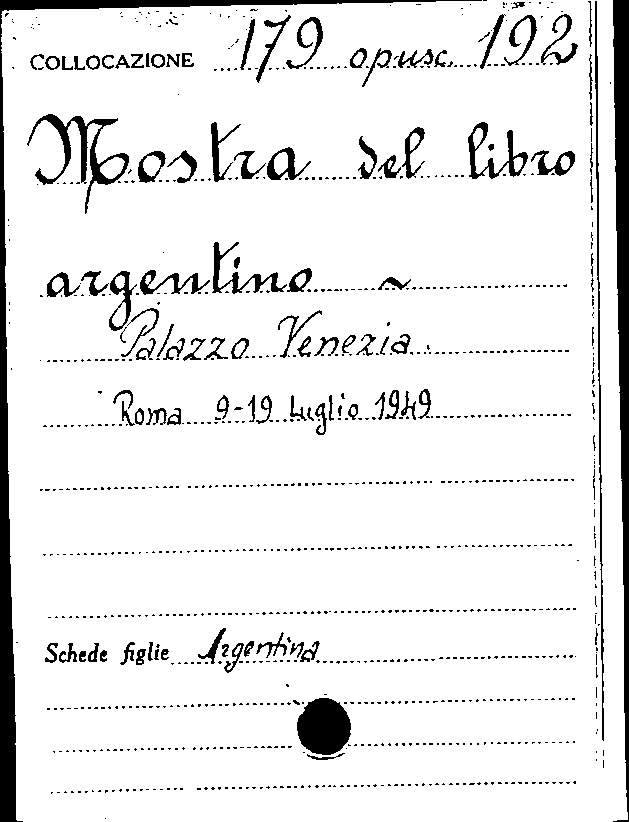 COLLOCAZIONE 179 opusc. 192
Mostra del libro
argentino ~
Palazzo Venezia.
Roma 9-19 Luglio 1949
Schede figlie Argentina